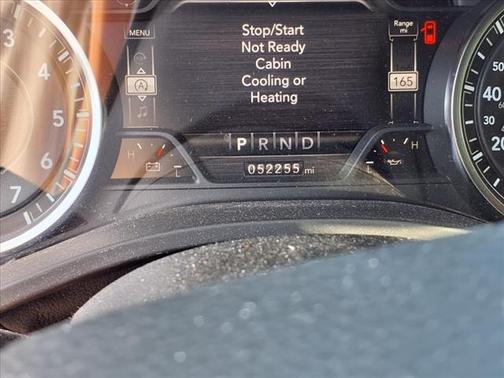 MENU
Stop/Start
Not Ready
Cabin
Cooling or
Heating
Range
mi
165
A
P R N D
052255 mi
H
L
H
3
4
5
6
7
50
40
30
20